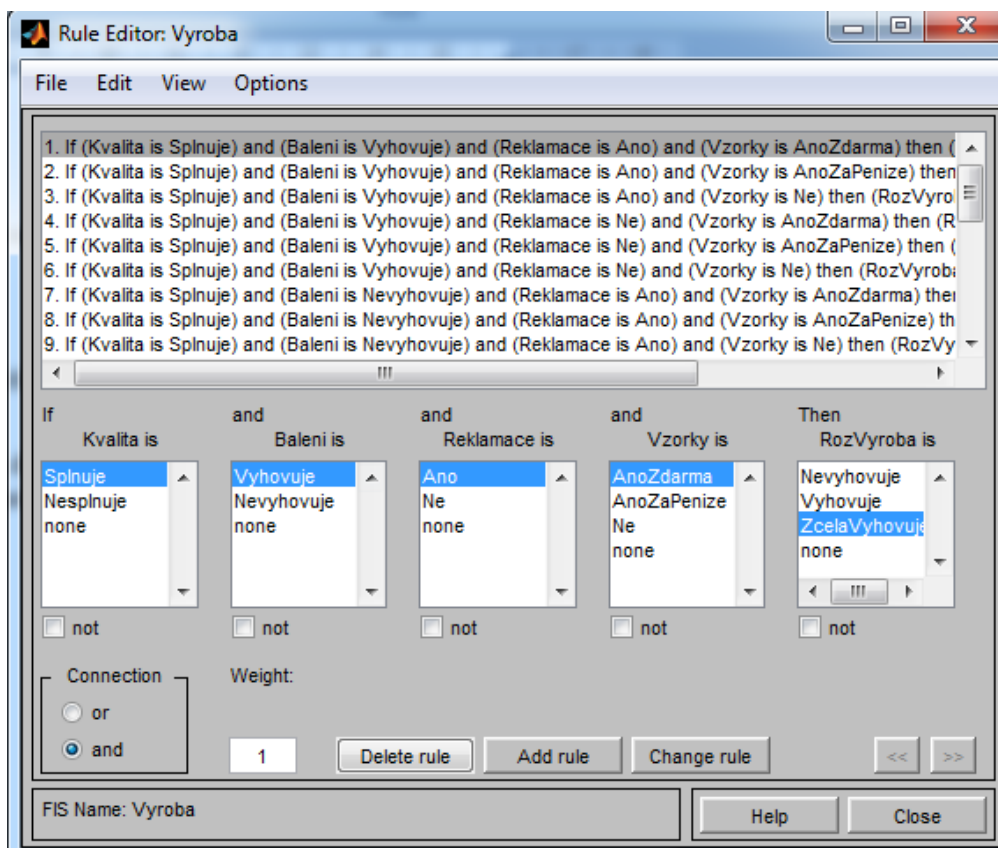 Rule Editor: Vyroba
File Edit View Options
1. If (Kvalita is Splnuje) and (Baleni is Vyhovuje) and (Reklamace is Ano) and (Vzorky is AnoZdarma) then (
2. If (Kvalita is Splnuje) and (Baleni is Vyhovuje) and (Reklamace is Ano) and (Vzorky is AnoZaPenize) then
3. If (Kvalita is Splnuje) and (Baleni is Vyhovuje) and (Reklamace is Ano) and (Vzorky is Ne) then (RozVyro
4. If (Kvalita is Splnuje) and (Baleni is Vyhovuje) and (Reklamace is Ne) and (Vzorky is AnoZdarma) then (R
5. If (Kvalita is Splnuje) and (Baleni is Vyhovuje) and (Reklamace is Ne) and (Vzorky is AnoZaPenize) then (
6. If (Kvalita is Splnuje) and (Baleni is Vyhovuje) and (Reklamace is Ne) and (Vzorky is Ne) then (RozVyroba
7. If (Kvalita is Splnuje) and (Baleni is Nevyhovuje) and (Reklamace is Ano) and (Vzorky is AnoZdarma) then
8. If (Kvalita is Splnuje) and (Baleni is Nevyhovuje) and (Reklamace is Ano) and (Vzorky is AnoZaPenize) th
9. If (Kvalita is Splnuje) and (Baleni is Nevyhovuje) and (Reklamace is Ano) and (Vzorky is Ne) then (RozVy
If and and and Then
Kvalita is Baleni is Reklamace is Vzorky is RozVyroba is
Splnuje Vyhovuje Ano AnoZdarma Nevyhovuje
Nesplnuje Nevyhovuje Ne AnoZaPenize Vyhovuje
none none none Ne ZcelaVyhovuje
none none
not not not not not
Connection Weight:
or
and 1 Delete rule Add rule Change rule << >>
FIS Name: Vyroba Help Close